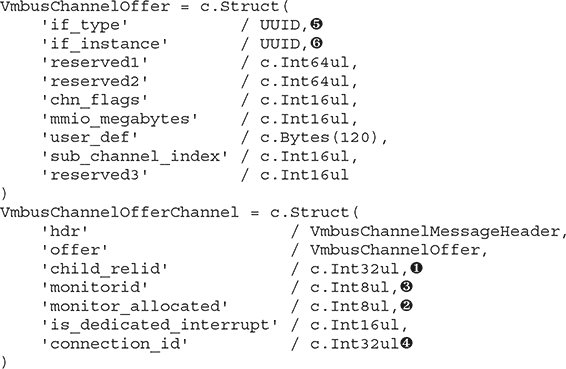 VmbusChannelOffer = c.Struct(
    'if_type'           / UUID,❺
    'if_instance'       / UUID,❻
    'reserved1'         / c.Int64ul,
    'reserved2'         / c.Int64ul,
    'chn_flags'         / c.Int16ul,
    'mmio_megabytes'    / c.Int16ul,
    'user_def'          / c.Bytes(120),
    'sub_channel_index' / c.Int16ul,
    'reserved3'         / c.Int16ul
)
VmbusChannelOfferChannel = c.Struct(
    'hdr'                    / VmbusChannelMessageHeader,
    'offer'                  / VmbusChannelOffer,
    'child_relid'            / c.Int32ul,❶
    'monitorid'              / c.Int8ul,❸
    'monitor_allocated'      / c.Int8ul,❷
    'is_dedicated_interrupt' / c.Int16ul,
    'connection_id'          / c.Int32ul❹
)